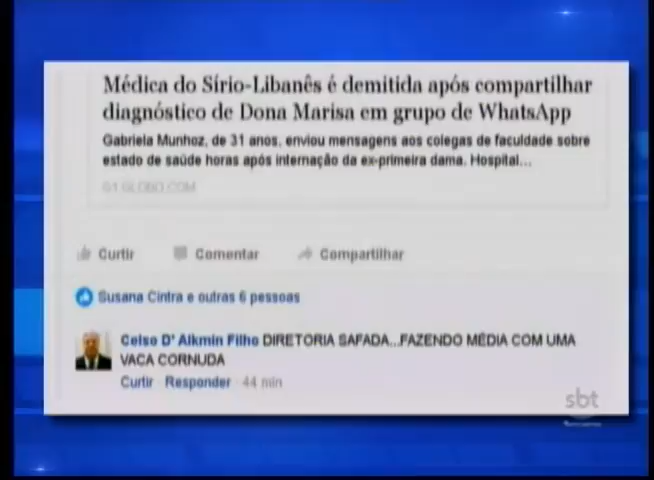 Médica do Sírio-Libanês é demitida após compartilhar
diagnóstico de Dona Marisa em grupo de WhatsApp
Gabriela Munhoz, de 31 anos, enviou mensagens aos colegas de faculdade sobre
estado de saúde horas após internação da ex-primeira dama. Hospital...
G1.GLOBO.COM
Curtir Comentar Compartilhar
Susana Cintra e outras 6 pessoas
Celso D' Alkmin Filho DIRETORIA SAFADA...FAZENDO MÉDIA COM UMA
VACA CORNUDA
Curtir · Responder · 44 min
sbt